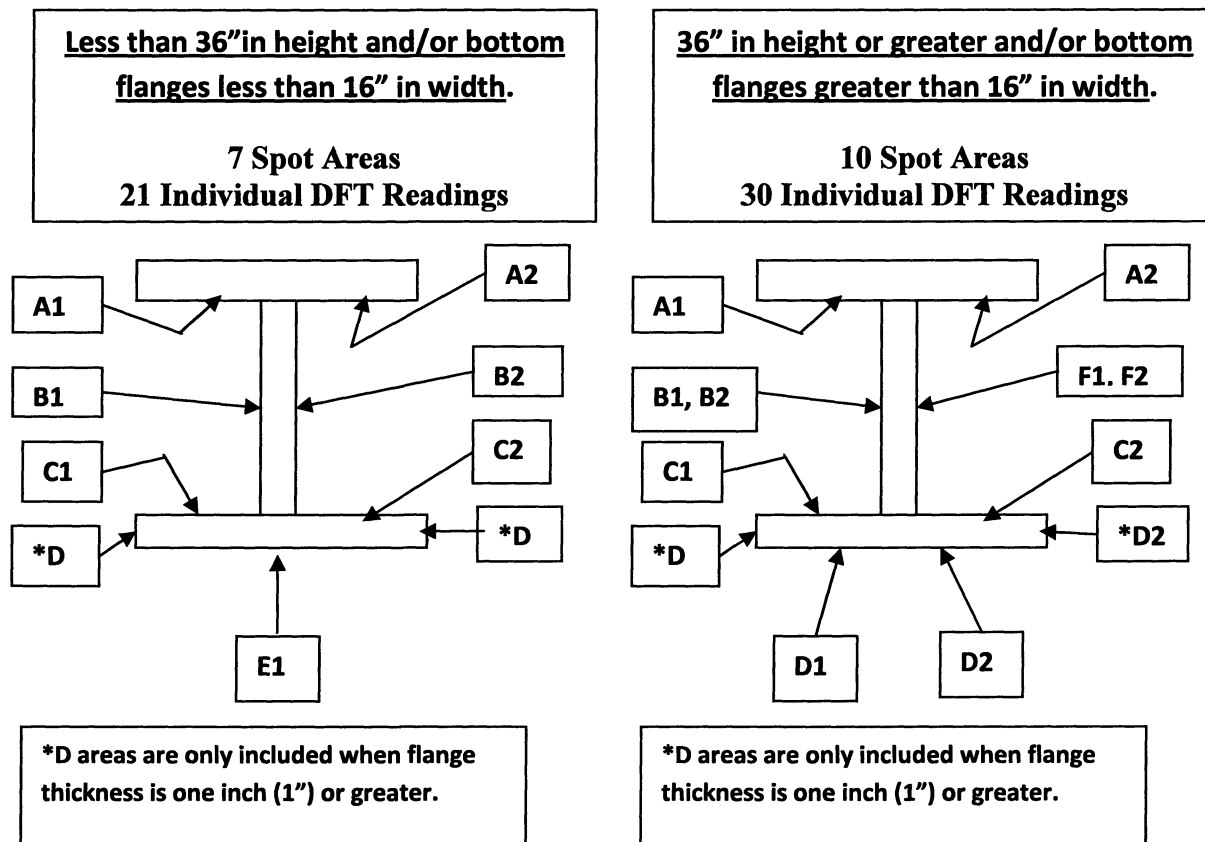 Less than 36”in height and/or bottom
flanges less than 16” in width.
7 Spot Areas
21 Individual DFT Readings
A1
A2
B1
B2
C1
C2
*D
*D
E1
*D areas are only included when flange
thickness is one inch (1”) or greater.
36” in height or greater and/or bottom
flanges greater than 16” in width.
10 Spot Areas
30 Individual DFT Readings
A1
A2
B1, B2
F1. F2
C1
C2
*D
*D2
D1
D2
*D areas are only included when flange
thickness is one inch (1”) or greater.